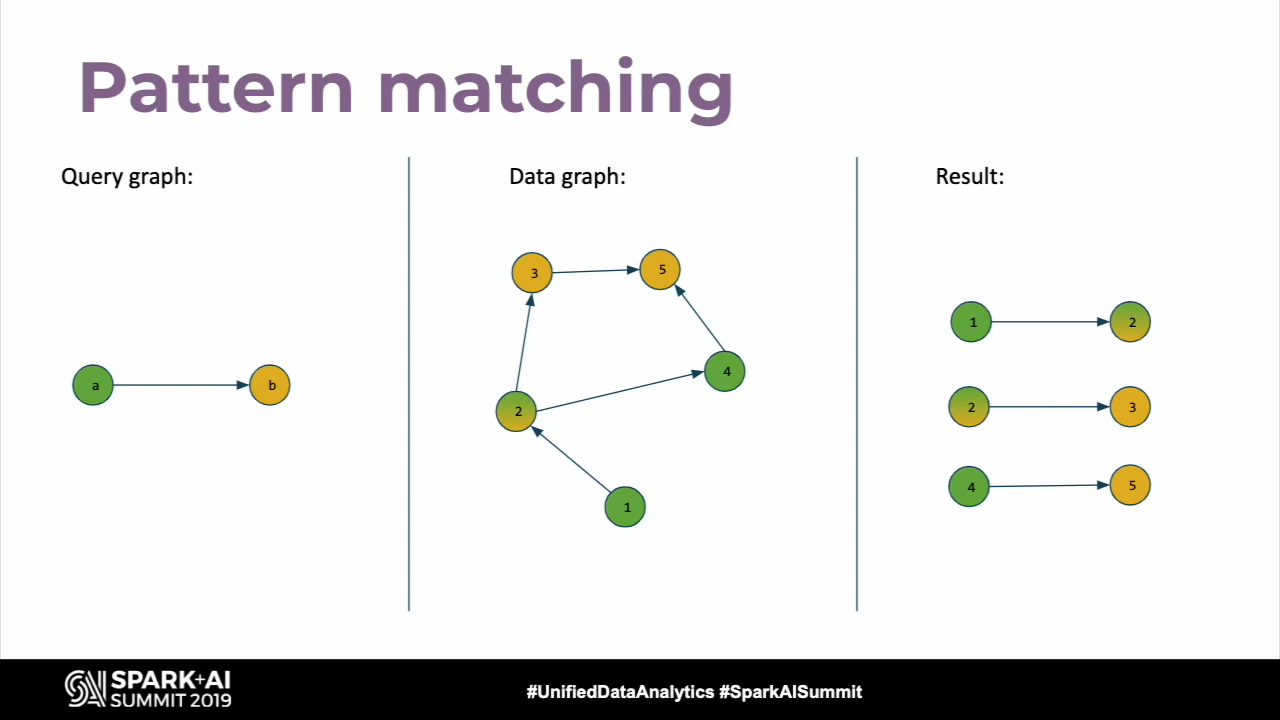 Pattern matching
Query graph:
Data graph:
Result:
a
b
3
5
4
2
1
1
2
2
3
4
5
SPARK+AI
SUMMIT 2019
#UnifiedDataAnalytics #SparkAISummit